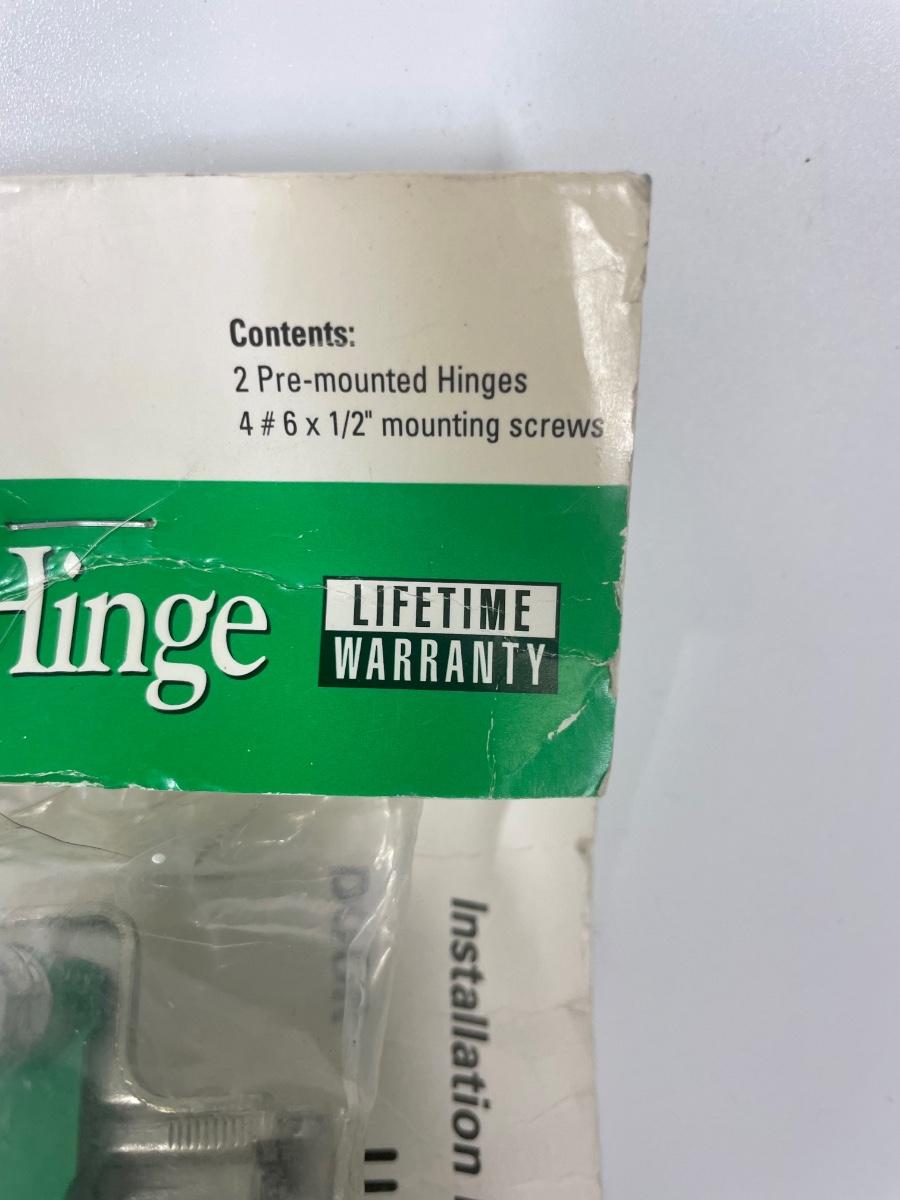 Contents:
2 Pre-mounted Hinges
4 # 6 x 1/2" mounting screws
Hinge
LIFETIME
WARRANTY
Installation